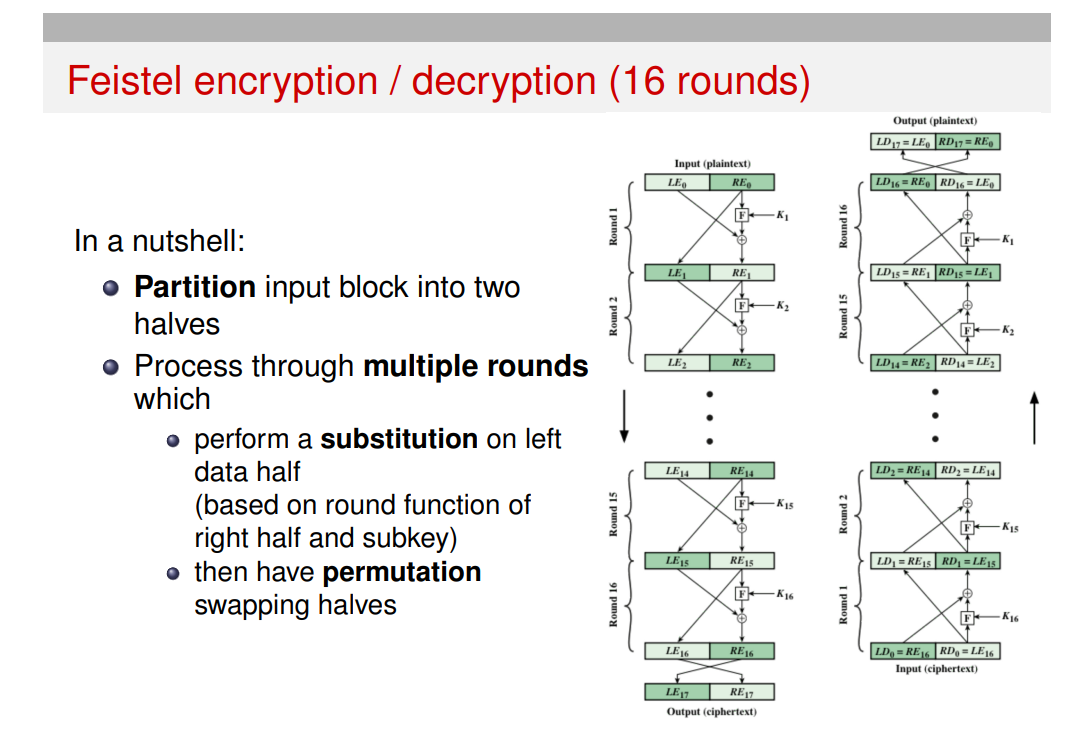 Feistel encryption / decryption (16 rounds)
In a nutshell:
Partition input block into two
halves
Process through multiple rounds
which
perform a substitution on left
data half
(based on round function of
right half and subkey)
then have permutation
swapping halves
Input (plaintext)
LE0 RE0
Round 1
F K1
LE1 RE1
Round 2
F K2
LE2 RE2
LE14 RE14
Round 15
F K15
LE15 RE15
Round 16
F K16
LE16 RE16
LE17 RE17
Output (ciphertext)
Output (plaintext)
LD17 = LE0 RD17 = RE0
LD16 = RE0 RD16 = LE0
Round 16
F K1
LD15 = RE1 RD15 = LE1
Round 15
F K2
LD14 = RE2 RD14 = LE2
LD2 = RE14 RD2 = LE14
Round 2
F K15
LD1 = RE15 RD1 = LE15
Round 1
F K16
LD0 = RE16 RD0 = LE16
Input (ciphertext)